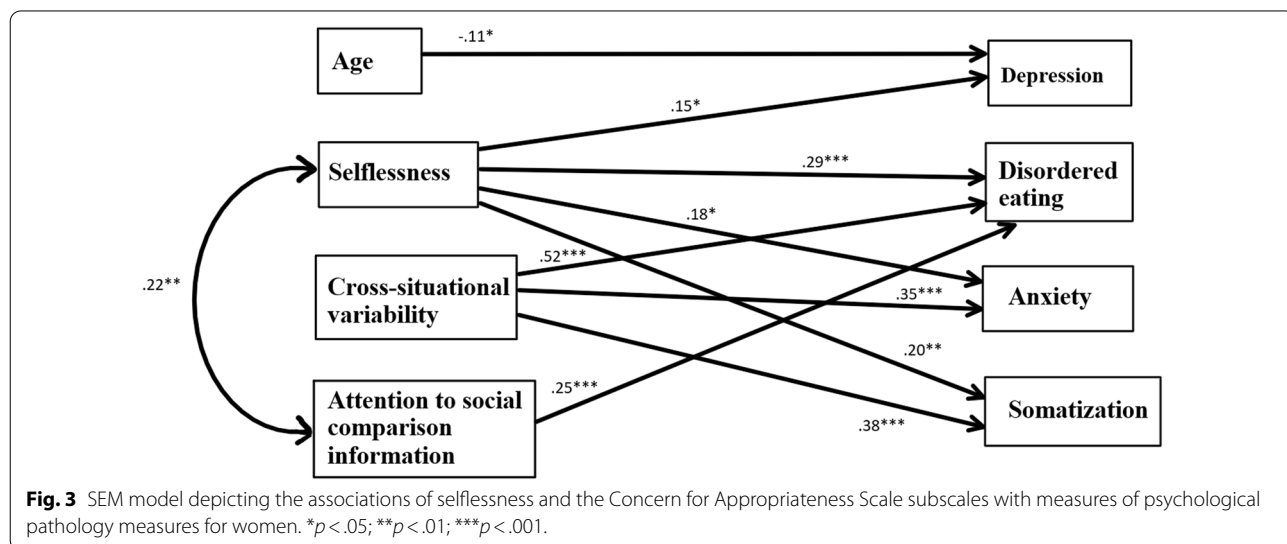 -.11*
Age
Depression
.15*
Selflessness
.29***
Disordered
eating
.18*
.22**
Cross-situational
variability
.52***
.35***
Anxiety
.20**
Attention to social
comparison
information
.25***
.38***
Somatization
Fig. 3 SEM model depicting the associations of selflessness and the Concern for Appropriateness Scale subscales with measures of psychological
pathology measures for women. *p < .05; **p < .01; ***p < .001.